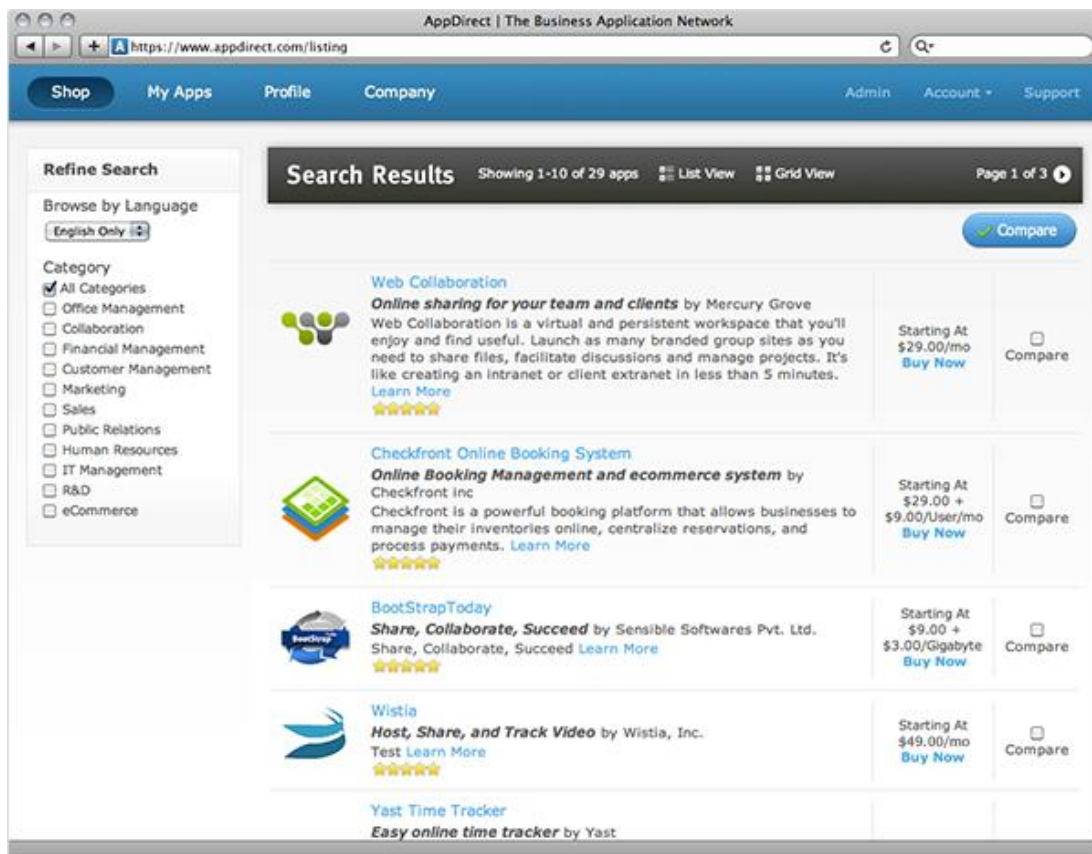 AppDirect | The Business Application Network
https://www.appdirect.com/listing
Shop My Apps Profile Company Admin Account Support
Refine Search
Browse by Language
English Only
Category
All Categories
Office Management
Collaboration
Financial Management
Customer Management
Marketing
Sales
Public Relations
Human Resources
IT Management
R&D
eCommerce
Search Results Showing 1-10 of 29 apps List View Grid View Page 1 of 3
Compare
Web Collaboration
Online sharing for your team and clients by Mercury Grove
Web Collaboration is a virtual and persistent workspace that you'll
enjoy and find useful. Launch as many branded group sites as you
need to share files, facilitate discussions and manage projects. It's
like creating an intranet or client extranet in less than 5 minutes.
Learn More
Starting At
$29.00/mo
Buy Now
Compare
Checkfront Online Booking System
Online Booking Management and ecommerce system by
Checkfront inc
Checkfront is a powerful booking platform that allows businesses to
manage their inventories online, centralize reservations, and
process payments. Learn More
Starting At
$29.00 +
$9.00/User/mo
Buy Now
Compare
BootStrap
BootStrapToday
Share, Collaborate, Succeed by Sensible Softwares Pvt. Ltd.
Share, Collaborate, Succeed Learn More
Starting At
$9.00 +
$3.00/Gigabyte
Buy Now
Compare
Wistia
Host, Share, and Track Video by Wistia, Inc.
Test Learn More
Starting At
$49.00/mo
Buy Now
Compare
Yast Time Tracker
Easy online time tracker by Yast